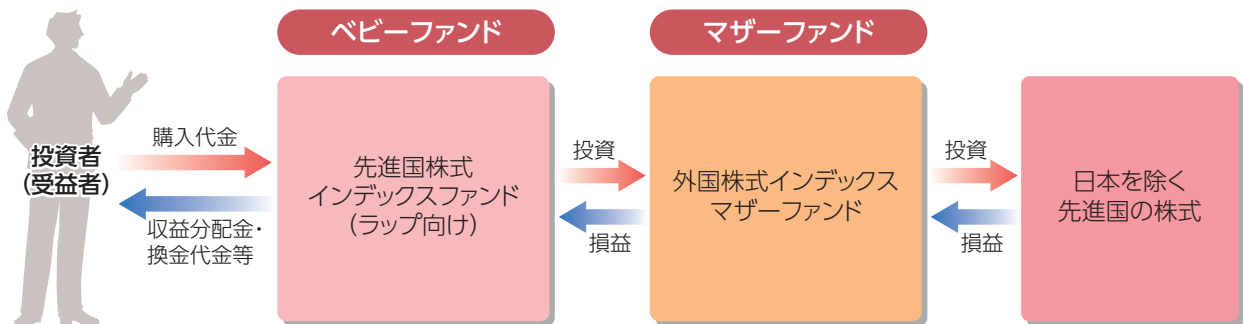 ベビーファンド
マザーファンド
投資者
(受益者)
購入代金
収益分配金・
換金代金等
先進国株式
インデックスファンド
(ラップ向け)
投資
損益
外国株式インデックス
マザーファンド
投資
損益
日本を除く
先進国の株式